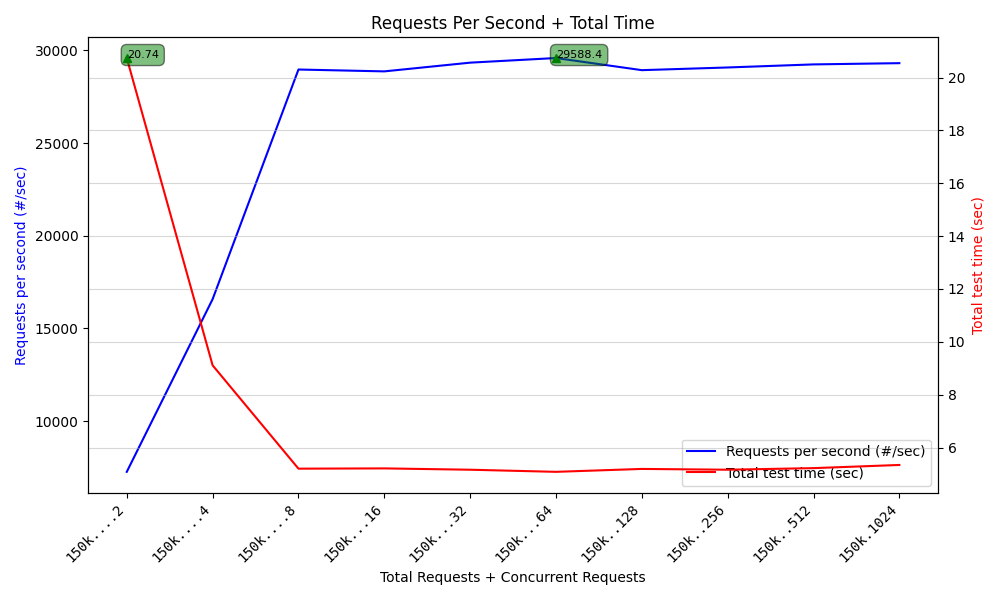 Requests Per Second + Total Time
30000
25000
20000
15000
10000
Requests per second (#/sec)
20.74
29588.4
20
18
16
14
12
10
8
6
Total test time (sec)
Requests per second (#/sec)
Total test time (sec)
150k....2
150k....4
150k....8
150k...16
150k...32
150k...64
150k..128
150k..256
150k..512
150k.1024
Total Requests + Concurrent Requests